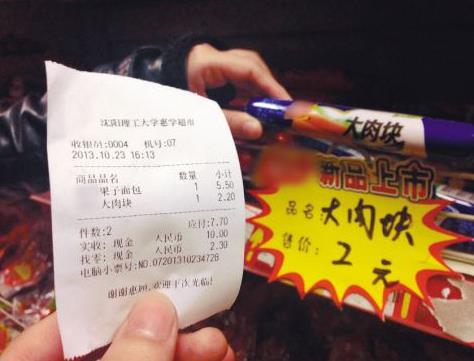 沈阳理工大学惠学超市
收银员:0004 机号:07
2013.10.23 16:13
商品品名 数量 小计
果子面包 1 5.50
大肉块 1 2.20
件数:2 应付:7.70
实收: 现金 人民币 10.00
找零: 现金 人民币 2.30
电脑小票号:NO.07201310234728
谢谢惠顾,欢迎下次光临!
大肉块
新品上市
品名:大肉块
售价: 2元